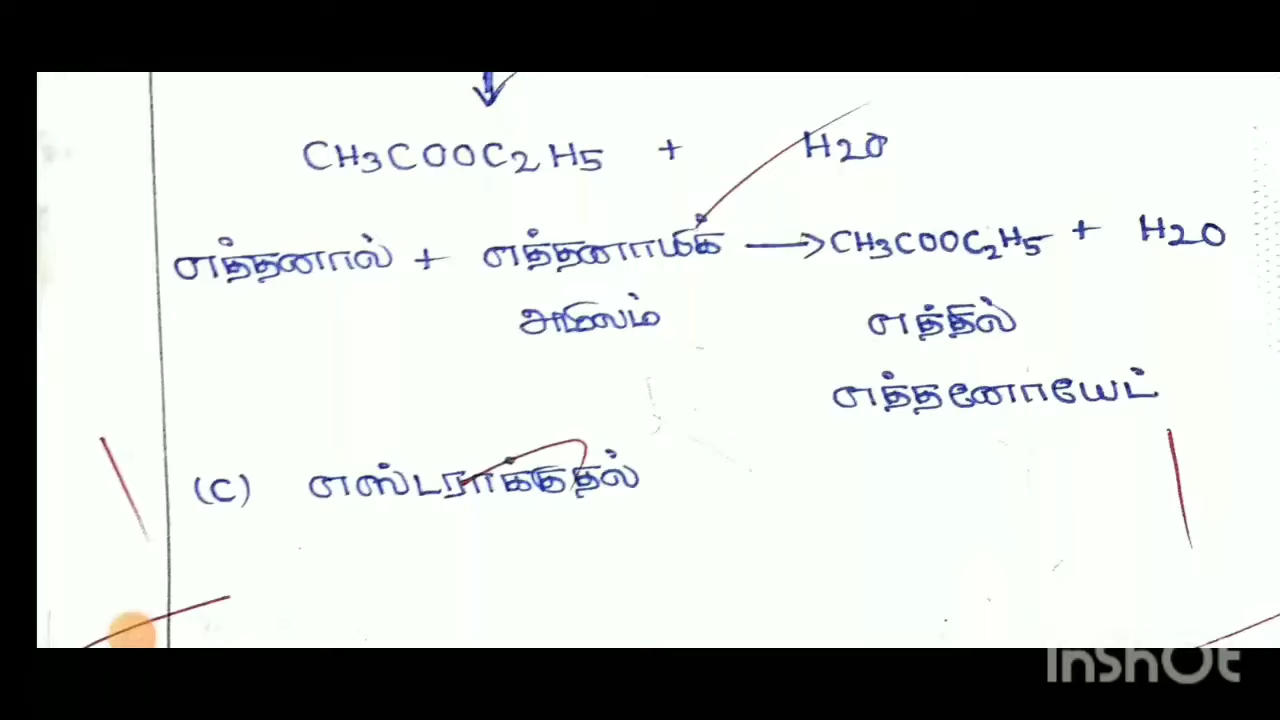 CH3COOC2H5 + H2O
எத்தனால் + எத்தனாயிக் → CH3COOC2H5 + H2O
அமிலம் எத்தில்
எத்தனோயேட்
(C) எஸ்டராகுதல்
InShOt